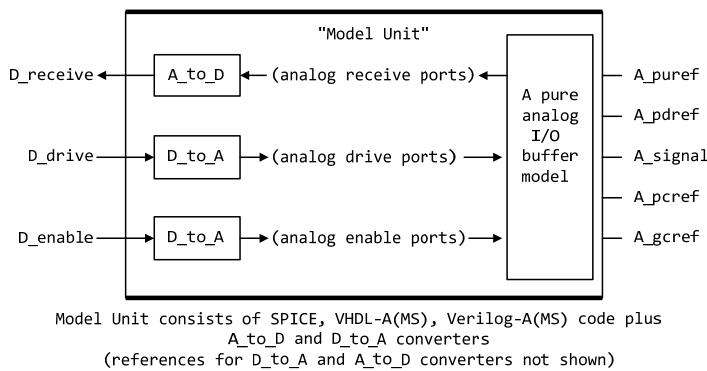 "Model Unit"
D_receive A_to_D (analog receive ports) A_puref
A pure
analog
I/O
buffer
model
A_pdref
D_drive D_to_A (analog drive ports) A_signal
A_pcref
D_enable D_to_A (analog enable ports) A_gcref
Model Unit consists of SPICE, VHDL-A(MS), Verilog-A(MS) code plus
A_to_D and D_to_A converters
(references for D_to_A and A_to_D converters not shown)